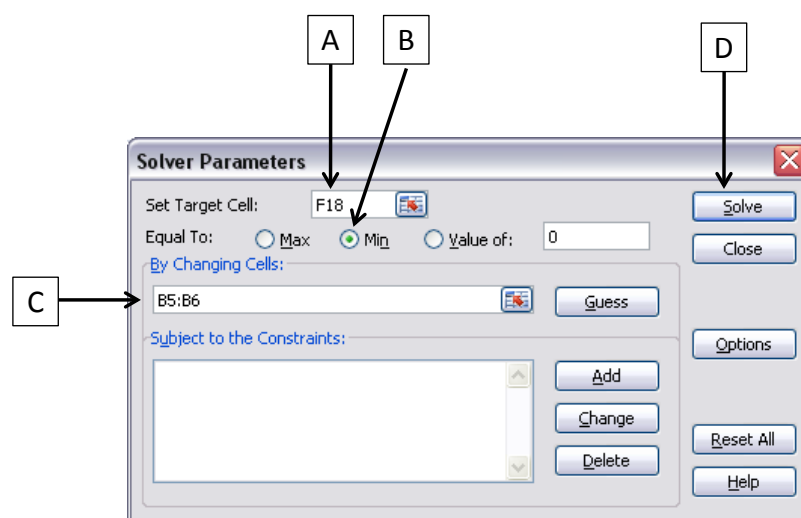 A B D
Solver Parameters
Set Target Cell: F18 Solve
Equal To: Max Min Value of: 0 Close
By Changing Cells:
C
B5:B6 Guess
Subject to the Constraints: Options
Add
Change
Reset All
Delete
Help